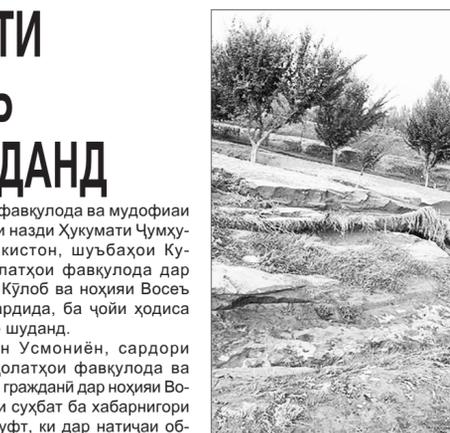 ТИ
Р
ДАНД
фавқулода ва мудофиаи
и назди Ҳукумати Ҷумҳу-
кистон, шуъбаҳои Ку-
латҳои фавқулода дар
Кӯлоб ва ноҳияи Восеъ
ардида, ба ҷойи ҳодиса
шуданд.
н Усмониён, сардори
ҳолатҳои фавқулода ва
гражданӣ дар ноҳияи Во-
и суҳбат ба хабарнигори
уфт, ки дар натиҷаи об-